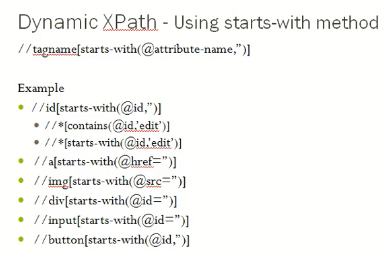 Dynamic XPath - Using starts-with method
//tagname[starts-with(@attribute-name,'')]
Example
//id[starts-with(@id,'')]
//*[contains(@id,'edit')]
//*[starts-with(@id,'edit')]
//a[starts-with(@href='')]
//img[starts-with(@src='')]
//div[starts-with(@id='')]
//input[starts-with(@id='')]
//button[starts-with(@id,'')]